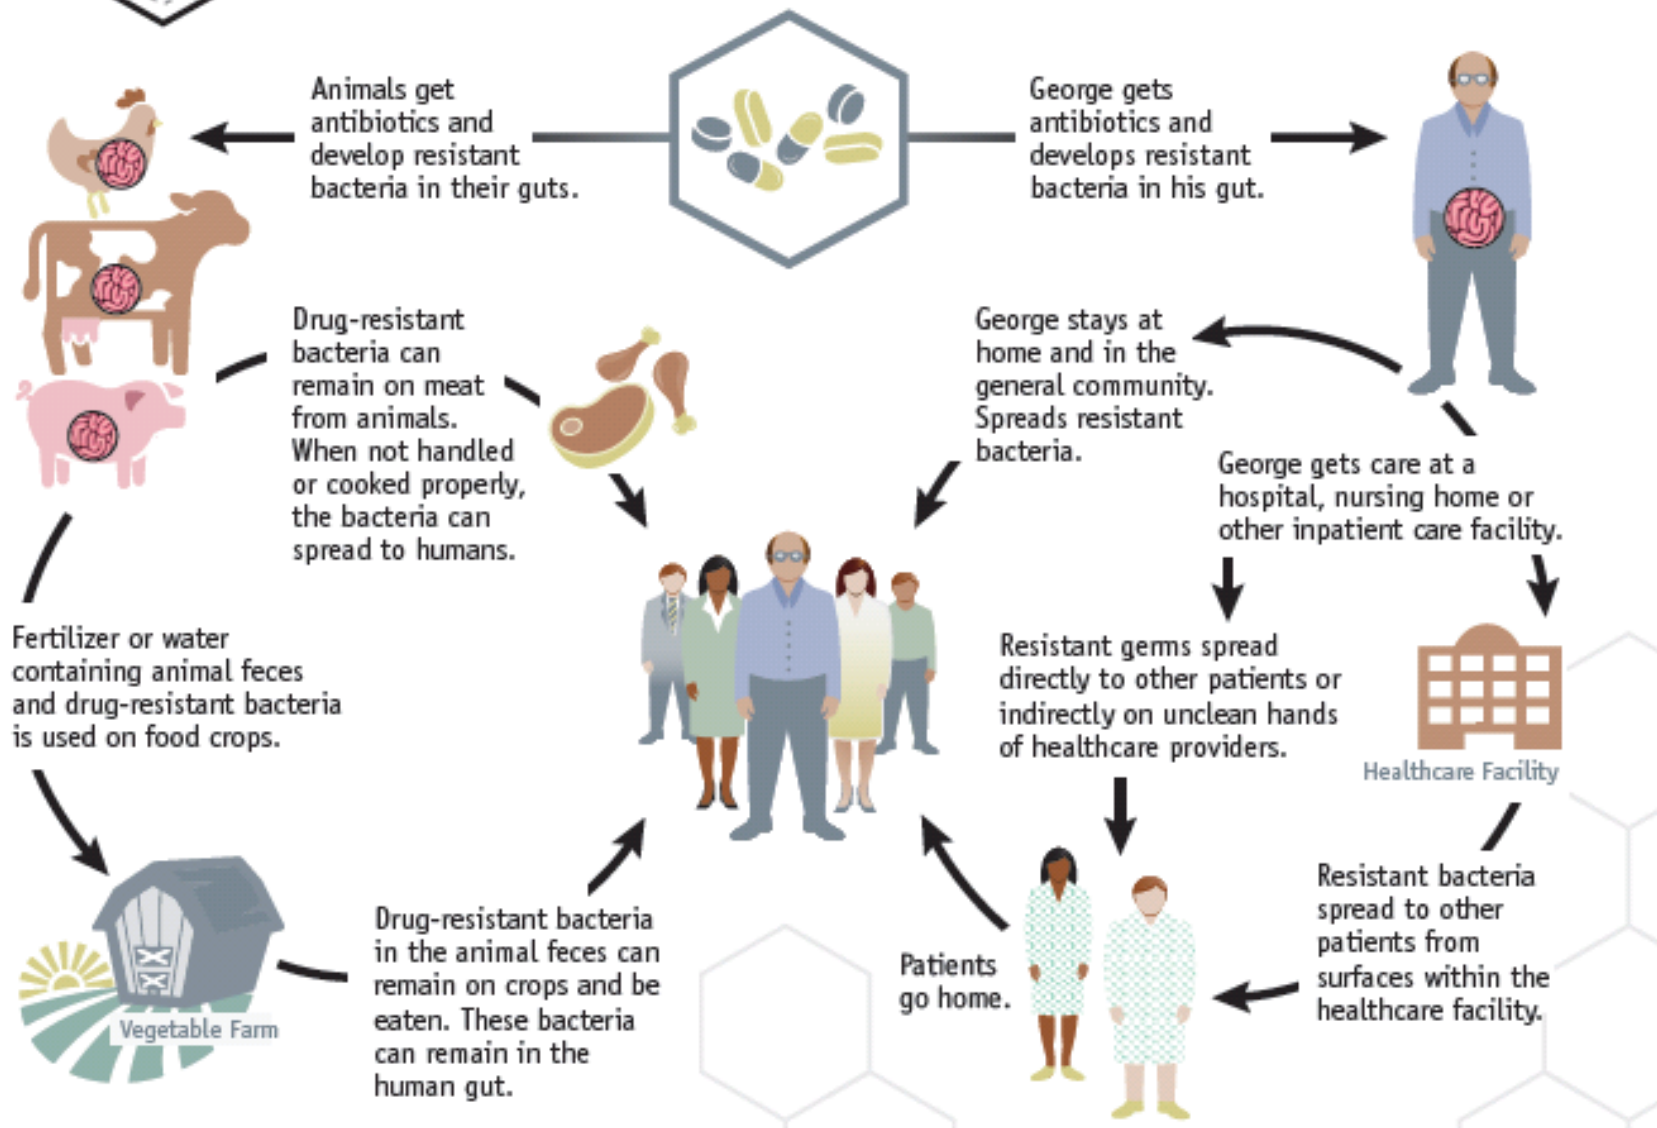 Animals get
antibiotics and
develop resistant
bacteria in their guts.
George gets
antibiotics and
develops resistant
bacteria in his gut.
Drug-resistant
bacteria can
remain on meat
from animals.
When not handled
or cooked properly,
the bacteria can
spread to humans.
George stays at
home and in the
general community.
Spreads resistant
bacteria.
George gets care at a
hospital, nursing home or
other inpatient care facility.
Fertilizer or water
containing animal feces
and drug-resistant bacteria
is used on food crops.
Resistant germs spread
directly to other patients or
indirectly on unclean hands
of healthcare providers.
Healthcare Facility
Vegetable Farm
Drug-resistant bacteria
in the animal feces can
remain on crops and be
eaten. These bacteria
can remain in the
human gut.
Patients
go home.
Resistant bacteria
spread to other
patients from
surfaces within the
healthcare facility.